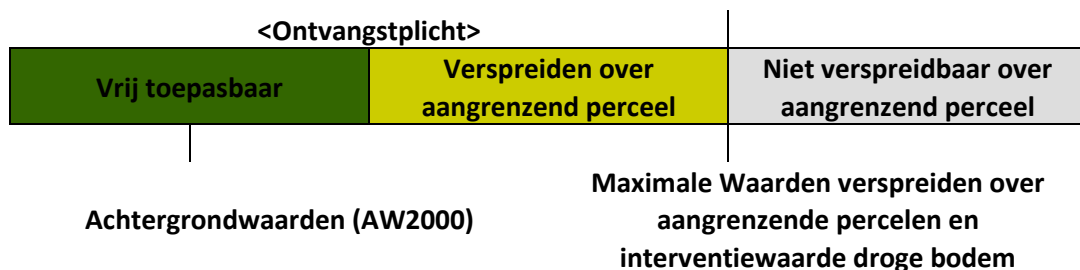 <Ontvangstplicht>
Vrij toepasbaar
Verspreiden over
aangrenzend perceel
Niet verspreidbaar over
aangrenzend perceel
Achtergrondwaarden (AW2000)
Maximale Waarden verspreiden over
aangrenzende percelen en
interventiewaarde droge bodem